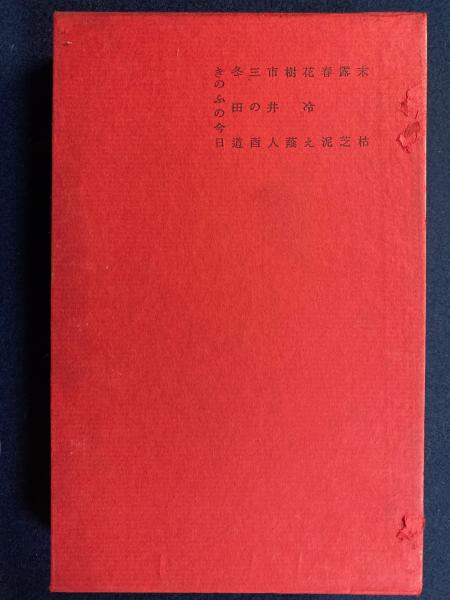 末枯
露芝
春泥
花冷え
樹蔭
市井人
三の酉
冬田道
きのふの今日